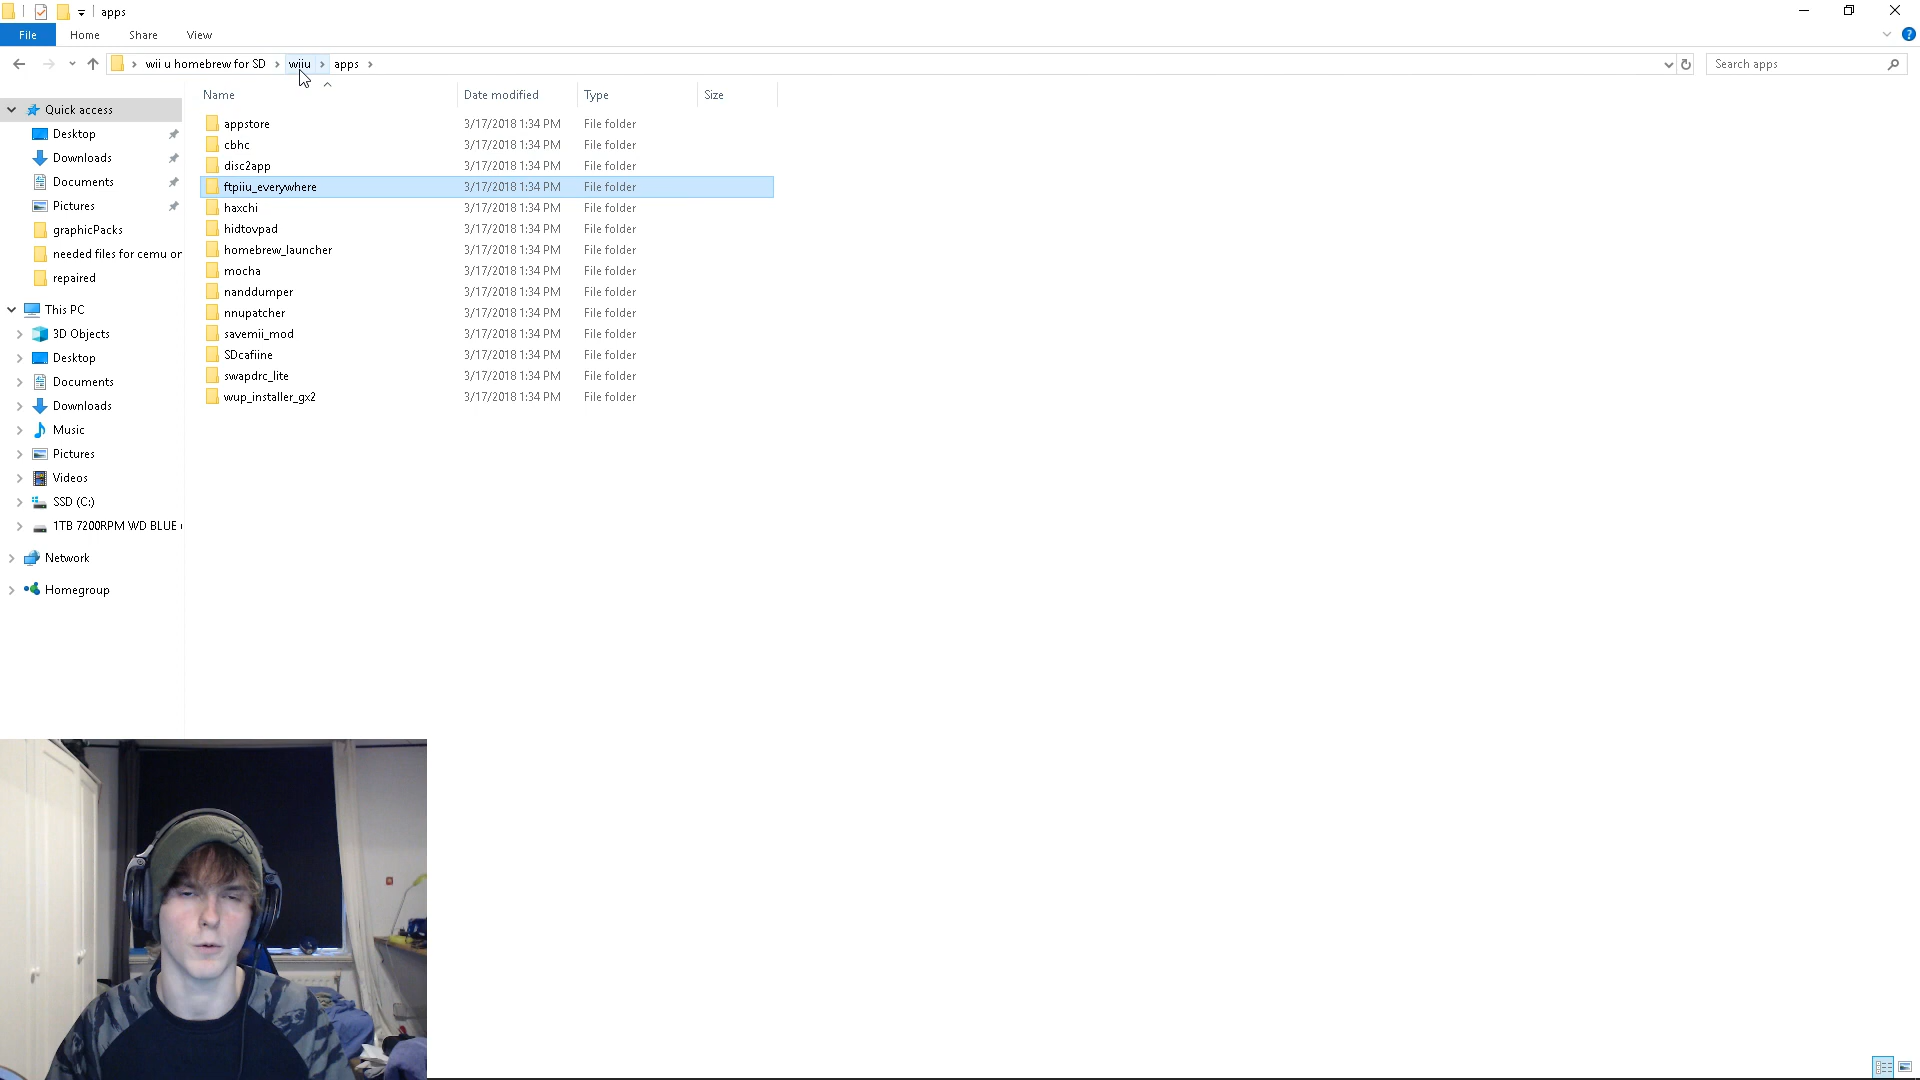 apps
File Home Share View
wii u homebrew for SD wiiu apps Search apps
Name Date modified Type Size
Quick access
Desktop
Downloads
Documents
Pictures
graphicPacks
needed files for cemu or
repaired
This PC
3D Objects
Desktop
Documents
Downloads
Music
Pictures
Videos
SSD (C:)
1TB 7200RPM WD BLUE
Network
Homegroup
appstore 3/17/2018 1:34 PM File folder
cbhc 3/17/2018 1:34 PM File folder
disc2app 3/17/2018 1:34 PM File folder
ftpiiu_everywhere 3/17/2018 1:34 PM File folder
haxchi 3/17/2018 1:34 PM File folder
hidtovpad 3/17/2018 1:34 PM File folder
homebrew_launcher 3/17/2018 1:34 PM File folder
mocha 3/17/2018 1:34 PM File folder
nanddumper 3/17/2018 1:34 PM File folder
nnupatcher 3/17/2018 1:34 PM File folder
savemii_mod 3/17/2018 1:34 PM File folder
SDcafiine 3/17/2018 1:34 PM File folder
swapdrc_lite 3/17/2018 1:34 PM File folder
wup_installer_gx2 3/17/2018 1:34 PM File folder